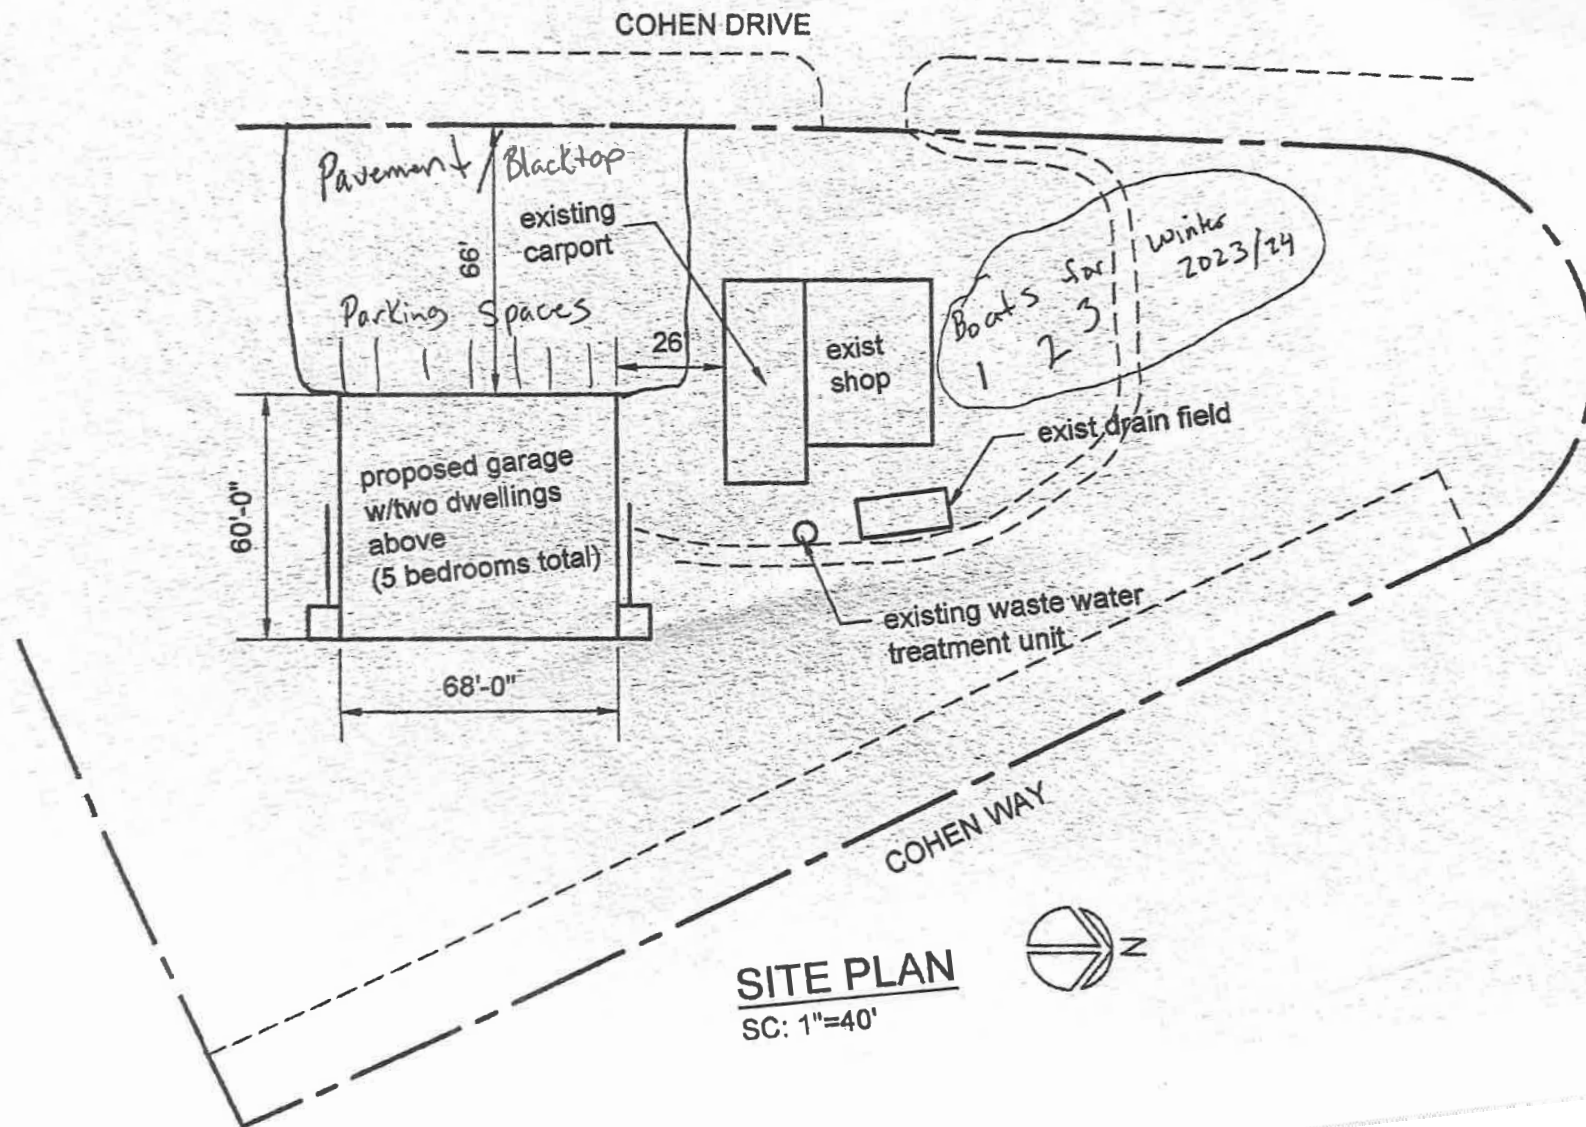 COHEN DRIVE
Pavement / Blacktop
existing
carport
66'
Parking Spaces
26
exist
shop
Boats for Winter
2023/24
1 2 3
exist drain field
60'-0"
proposed garage
w/two dwellings
above
(5 bedrooms total)
existing waste water
treatment unit
68'-0"
COHEN WAY
SITE PLAN
SC: 1"=40'
N